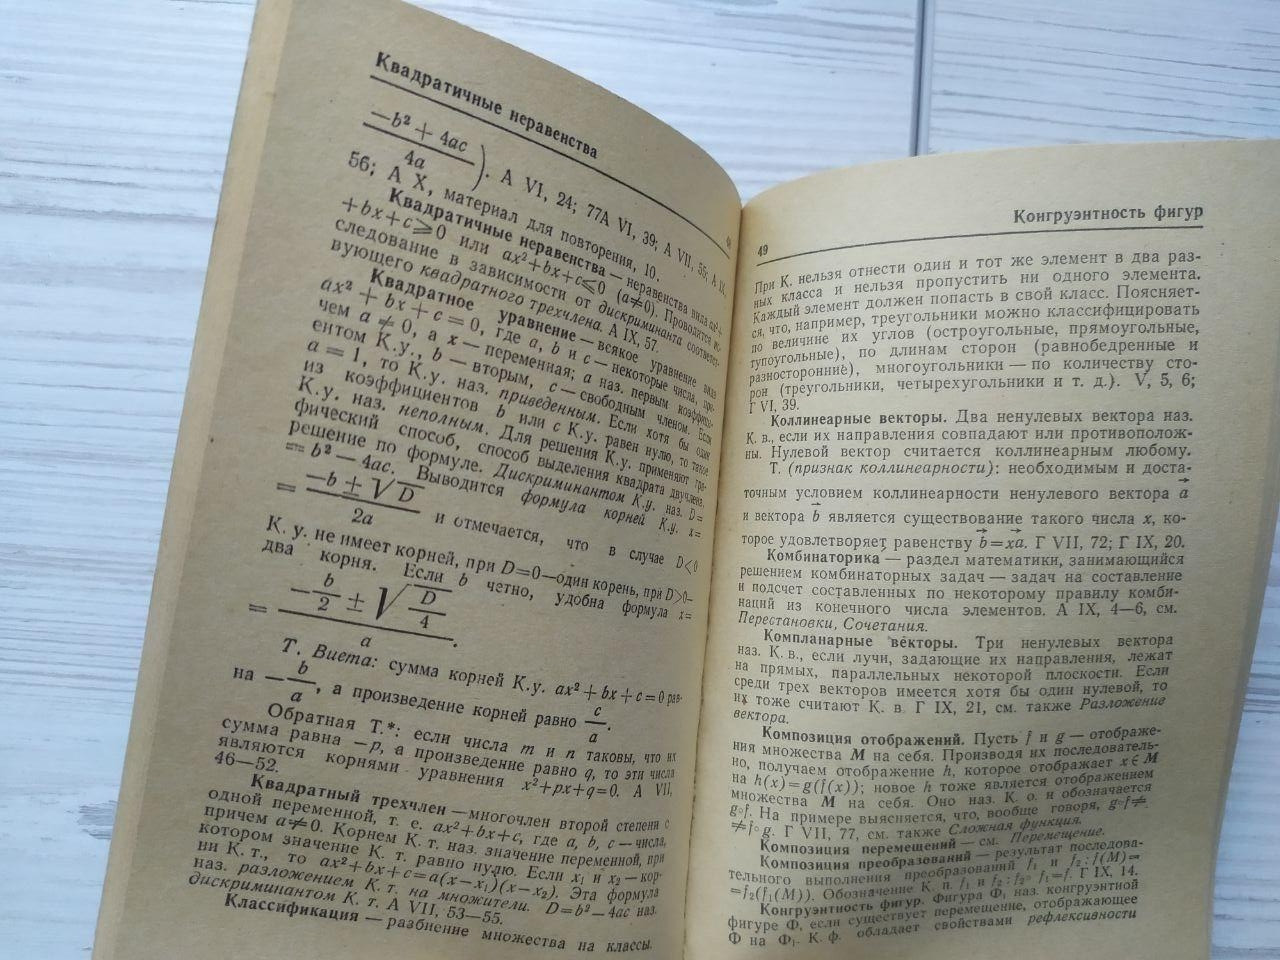 Квадратичные неравенства
(−b² + 4ac)/4a). А VI, 24; 77А VI, 39; А VII, 55; А IX,
56; А X, материал для повторения, 10.
Квадратичные неравенства — неравенства вида ax²+
+bx+c⩾0 или ax²+bx+c⩽0 (a≠0). Проводится ис-
следование в зависимости от дискриминанта соответст-
вующего квадратного трехчлена. А IX, 57.
Квадратное уравнение — всякое уравнение вида
ax² + bx + c = 0, где a, b и c — некоторые числа, при-
чем a ≠ 0, а x — переменная; a наз. первым коэффици-
ентом К.у., b — вторым, c — свободным членом. Если
a = 1, то К.у. наз. приведенным. Если хотя бы один
из коэффициентов b или c К.у. равен нулю, то такое
К.у. наз. неполным. Для решения К.у. применяют гра-
фический способ, способ выделения квадрата двучлена,
решение по формуле. Дискриминантом К.у. наз. D=
= b² — 4ac. Выводится формула корней К.у. x=
= (−b ± √D)/2a и отмечается, что в случае D<0
К. у. не имеет корней, при D=0—один корень, при D>0—
два корня. Если b четно, удобна формула x=
= (−b/2 ± √(D/4))/a.
Т. Виета: сумма корней К.у. ax² + bx + c = 0 рав-
на −b/a, а произведение корней равно c/a.
Обратная Т.*: если числа m и n таковы, что их
сумма равна −p, а произведение равно q, то эти числа
являются корнями уравнения x²+px+q=0. А VII,
46—52.
Квадратный трехчлен — многочлен второй степени с
одной переменной, т. е. ax²+bx+c, где a, b, c—числа,
причем a≠0. Корнем К.т. наз. значение переменной, при
котором значение К.т. равно нулю. Если x₁ и x₂ — кор-
ни К.т., то ax²+bx+c=a(x−x₁)(x−x₂). Эта формула
наз. разложением К.т. на множители. D=b²−4ac наз.
дискриминантом К.т. А VII, 53—55.
Классификация — разбиение множества на классы.
49
Конгруэнтность фигур
При К. нельзя отнести один и тот же элемент в два раз-
ных класса и нельзя пропустить ни одного элемента.
Каждый элемент должен попасть в свой класс. Поясняет-
ся, что, например, треугольники можно классифицировать
по величине их углов (остроугольные, прямоугольные,
тупоугольные), по длинам сторон (равнобедренные и
разносторонние), многоугольники — по количеству сто-
рон (треугольники, четырехугольники и т. д.). V, 5, 6;
Г VI, 39.
Коллинеарные векторы. Два ненулевых вектора наз.
К. в., если их направления совпадают или противополож-
ны. Нулевой вектор считается коллинеарным любому.
Т. (признак коллинеарности): необходимым и доста-
точным условием коллинеарности ненулевого вектора a⃗
и вектора b⃗ является существование такого числа x, ко-
торое удовлетворяет равенству b⃗=xa⃗. Г VII, 72; Г IX, 20.
Комбинаторика — раздел математики, занимающийся
решением комбинаторных задач — задач на составление
и подсчет составленных по некоторому правилу комби-
наций из конечного числа элементов. А IX, 4—6, см.
Перестановки, Сочетания.
Компланарные векторы. Три ненулевых вектора
наз. К. в., если лучи, задающие их направления, лежат
на прямых, параллельных некоторой плоскости. Если
среди трех векторов имеется хотя бы один нулевой, то
их тоже считают К. в. Г IX, 21, см. также Разложение
вектора.
Композиция отображений. Пусть f и g — отображе-
ния множества M на себя. Производя их последователь-
но, получаем отображение h, которое отображает x∈M
на h(x)=g(f(x)); новое h тоже является отображением
множества M на себя. Оно наз. К. о. и обозначается
g∘f. На примере выясняется, что, вообще говоря, g∘f≠
≠f∘g. Г VII, 77, см. также Сложная функция.
Композиция перемещений — см. Перемещение.
Композиция преобразований — результат последова-
тельного выполнения преобразований f₁ и f₂: f(M)=
=f₂(f₁(M)). Обозначение К. п. f₁ и f₂: f₂∘f₁=f. Г IX, 14.
Конгруэнтность фигур. Фигура Ф₁ наз. конгруэнтной
фигуре Ф, если существует перемещение, отображающее
Ф на Ф₁. К. ф. обладает свойствами рефлексивности